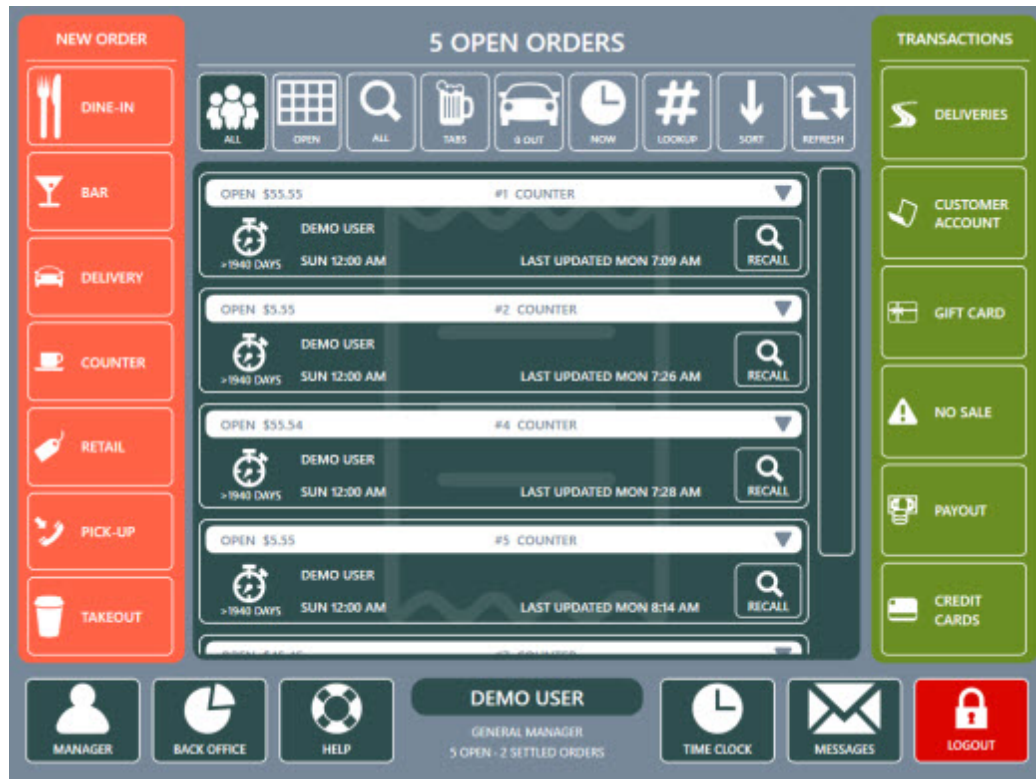 NEW ORDER
DINE-IN
BAR
DELIVERY
COUNTER
RETAIL
PICK-UP
TAKEOUT
5 OPEN ORDERS
ALL
OPEN
ALL
TABS
0 OUT
NOW
LOOKUP
SORT
REFRESH
OPEN $55.55 #1 COUNTER
DEMO USER
>1940 DAYS SUN 12:00 AM LAST UPDATED MON 7:09 AM RECALL
OPEN $5.55 #2 COUNTER
DEMO USER
>1940 DAYS SUN 12:00 AM LAST UPDATED MON 7:26 AM RECALL
OPEN $55.54 #4 COUNTER
DEMO USER
>1940 DAYS SUN 12:00 AM LAST UPDATED MON 7:28 AM RECALL
OPEN $5.55 #5 COUNTER
DEMO USER
>1940 DAYS SUN 12:00 AM LAST UPDATED MON 8:14 AM RECALL
TRANSACTIONS
DELIVERIES
CUSTOMER
ACCOUNT
GIFT CARD
NO SALE
PAYOUT
CREDIT
CARDS
MANAGER
BACK OFFICE
HELP
DEMO USER
GENERAL MANAGER
5 OPEN - 2 SETTLED ORDERS
TIME CLOCK
MESSAGES
LOGOUT